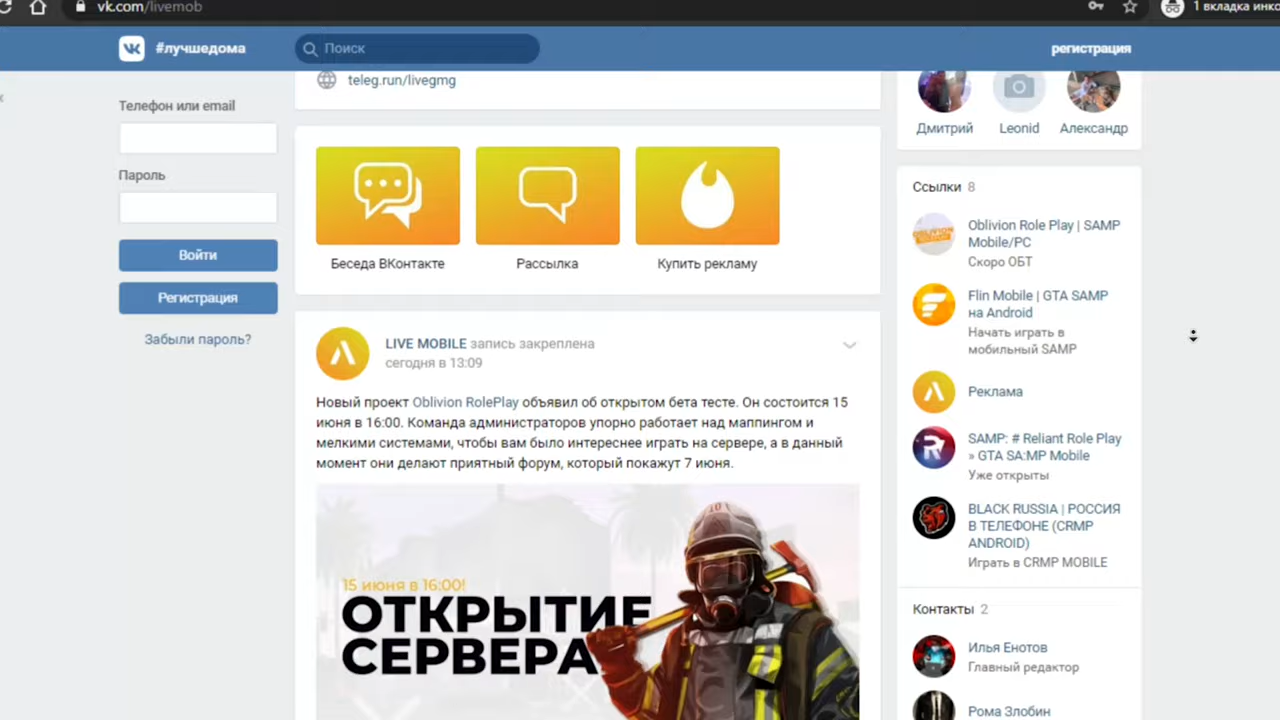 vk.com/livemob
1 вкладка инко
#лучшедома
Поиск
регистрация
Телефон или email
Пароль
Войти
Регистрация
Забыли пароль?
teleg.run/livegmg
Беседа ВКонтакте
Рассылка
Купить рекламу
LIVE MOBILE запись закреплена
сегодня в 13:09
Новый проект Oblivion RolePlay объявил об открытом бета тесте. Он состоится 15
июня в 16:00. Команда администраторов упорно работает над маппингом и
мелкими системами, чтобы вам было интереснее играть на сервере, а в данный
момент они делают приятный форум, который покажут 7 июня.
15 июня в 16:00!
ОТКРЫТИЕ
СЕРВЕРА
10
Дмитрий
Leonid
Александр
Ссылки 8
OBLIVION
Oblivion Role Play | SAMP
Mobile/PC
Скоро ОБТ
Flin Mobile | GTA SAMP
на Android
Начать играть в
мобильный SAMP
Реклама
SAMP: # Reliant Role Play
» GTA SA:MP Mobile
Уже открыты
BLACK RUSSIA | РОССИЯ
В ТЕЛЕФОНЕ (CRMP
ANDROID)
Играть в CRMP MOBILE
Контакты 2
Илья Енотов
Главный редактор
Рома Злобин